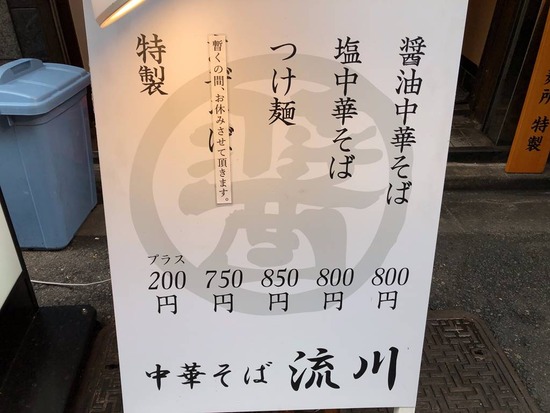 醤油中華そば
800円
塩中華そば
800円
つけ麺
850円
暫くの間、お休みさせて頂きます。
750円
特製
プラス
200円
中華そば 流川
醤
所 特製